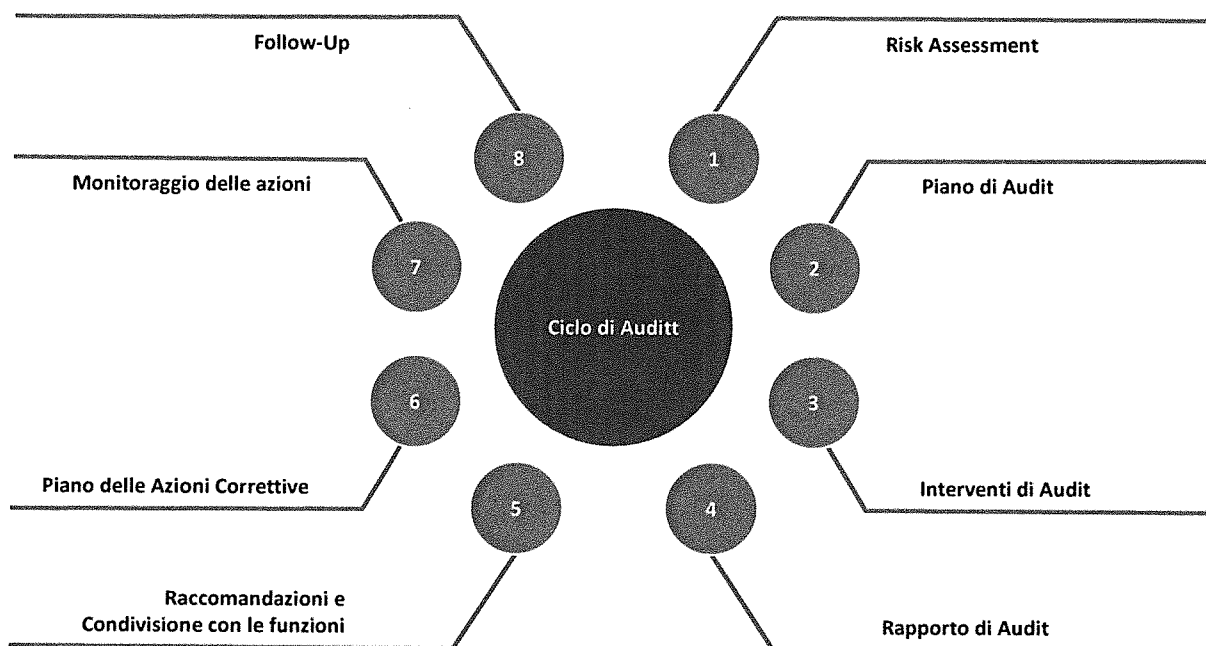 Follow-Up
Risk Assessment
8
1
Monitoraggio delle azioni
Piano di Audit
7
2
Ciclo di Auditt
6
3
Piano delle Azioni Correttive
Interventi di Audit
5
4
Raccomandazioni e
Condivisione con le funzioni
Rapporto di Audit